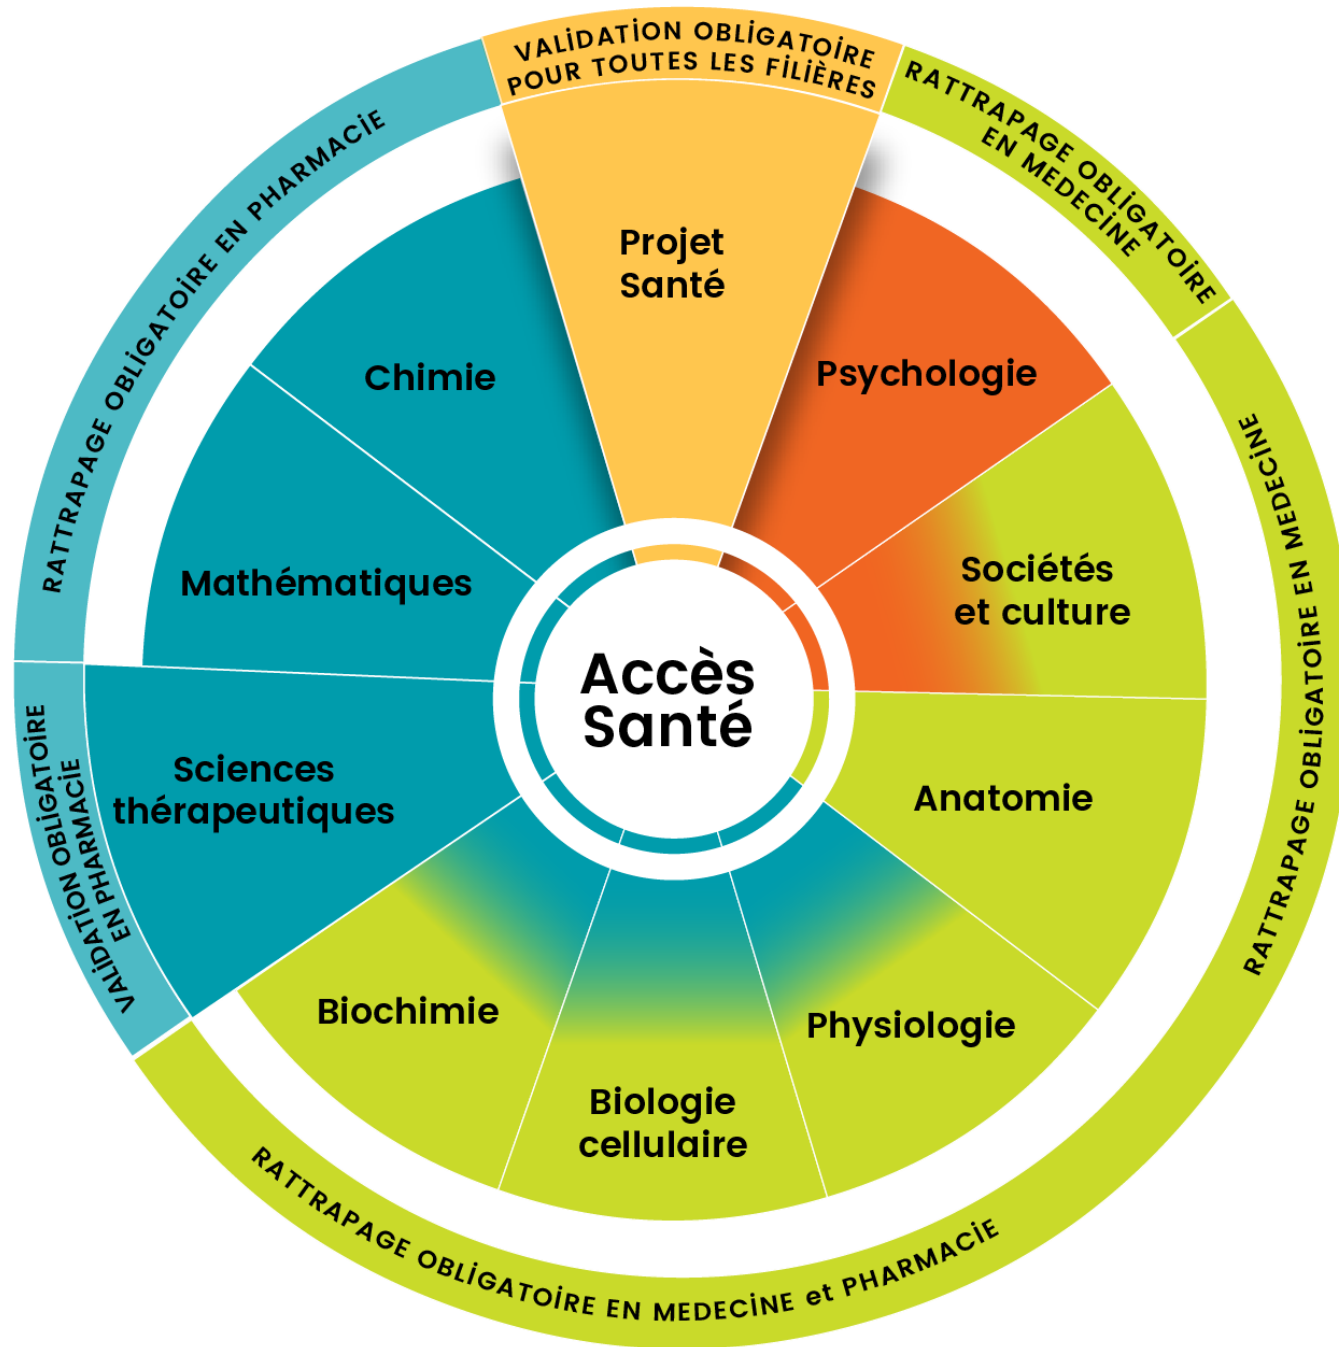 VALiDATiON OBLiGATOiRE
POUR TOUTES LES FiLiÈRES
RATTRAPAGE OBLiGATOiRE
EN MEDECiNE
RATTRAPAGE OBLiGATOiRE EN MEDECiNE
RATTRAPAGE OBLiGATOiRE EN MEDECiNE et PHARMACiE
VALiDATiON OBLiGATOiRE
EN PHARMACiE
RATTRAPAGE OBLiGATOiRE EN PHARMACiE
Projet
Santé
Psychologie
Sociétés
et culture
Anatomie
Physiologie
Biologie
cellulaire
Biochimie
Sciences
thérapeutiques
Mathématiques
Chimie
Accès
Santé